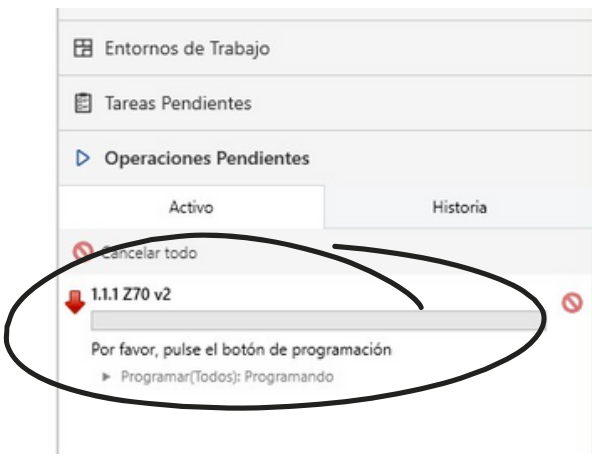 Entornos de Trabajo
Tareas Pendientes
Operaciones Pendientes
Activo Historia
Cancelar todo
1.1.1 Z70 v2
Por favor, pulse el botón de programación
Programar(Todos): Programando